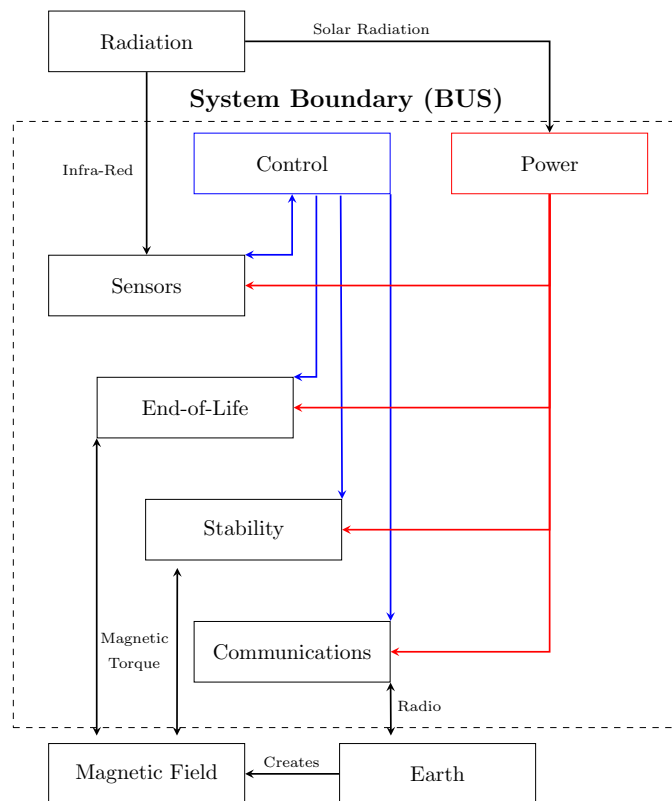 Solar Radiation
Radiation
System Boundary (BUS)
Control
Power
Infra-Red
Sensors
End-of-Life
Stability
Magnetic
Torque
Communications
Radio
Creates
Magnetic Field
Earth